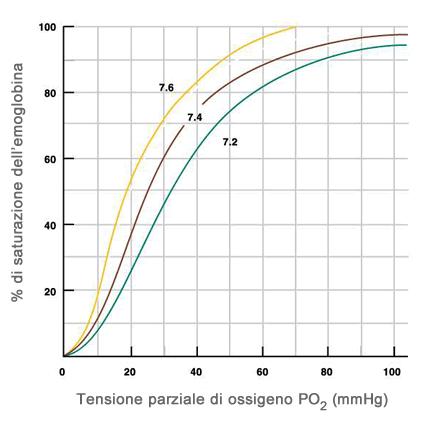 100
80
60
40
20
7.6
7.4
7.2
% di saturazione dell'emoglobina
0 20 40 60 80 100
Tensione parziale di ossigeno PO2 (mmHg)